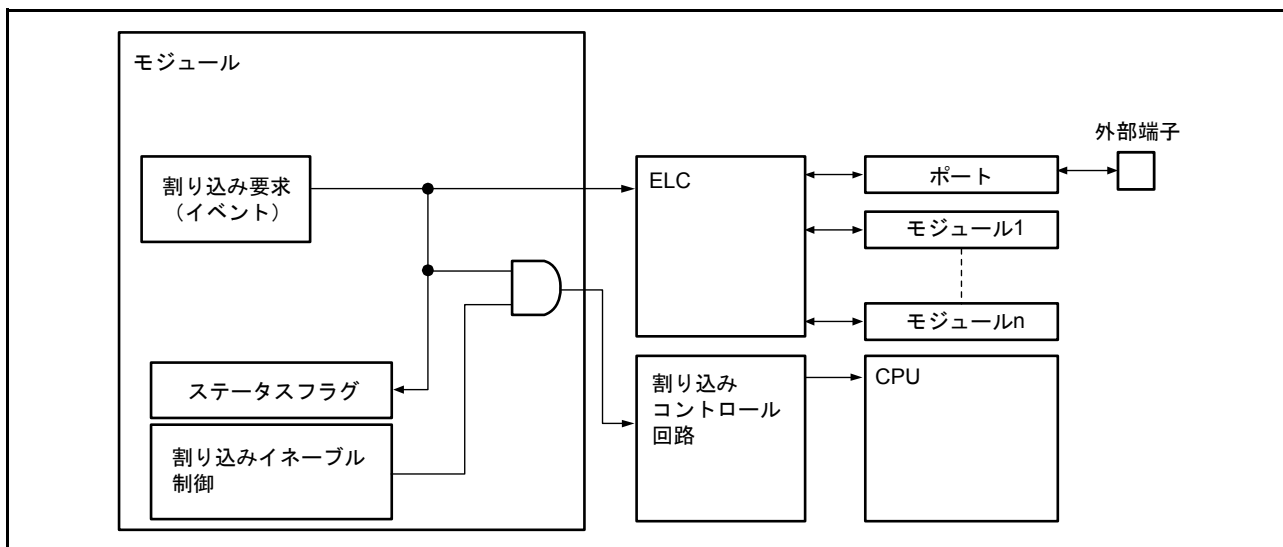 モジュール
割り込み要求
（イベント）
ステータスフラグ
割り込みイネーブル
制御
ELC
割り込み
コントロール
回路
外部端子
ポート
モジュール1
モジュールn
CPU